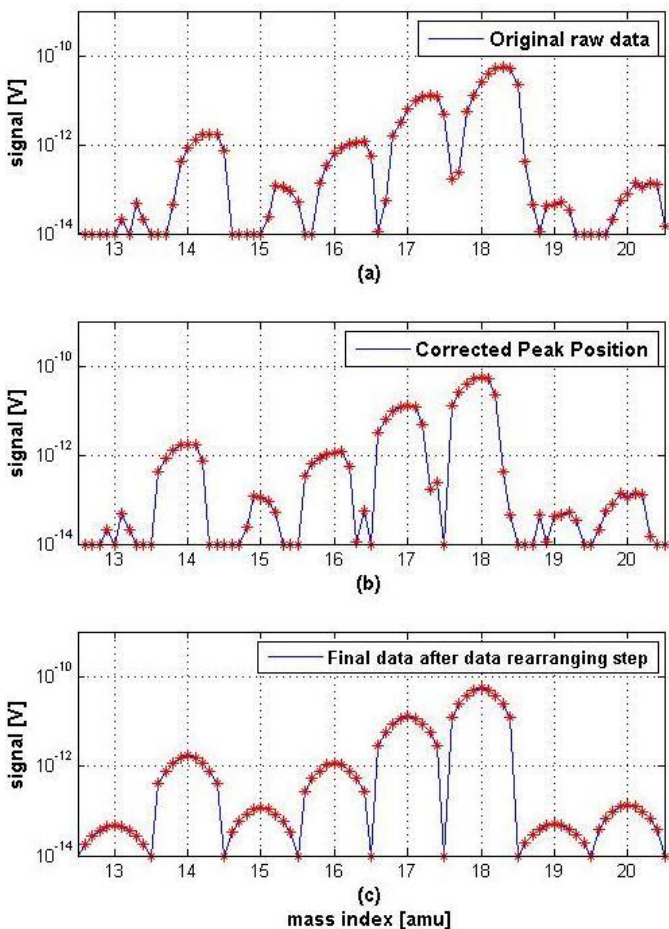 Original raw data
signal [V]
10^-10
10^-12
10^-14
13 14 15 16 17 18 19 20
(a)
Corrected Peak Position
signal [V]
10^-10
10^-12
10^-14
13 14 15 16 17 18 19 20
(b)
Final data after data rearranging step
signal [V]
10^-10
10^-12
10^-14
13 14 15 16 17 18 19 20
(c)
mass index [amu]